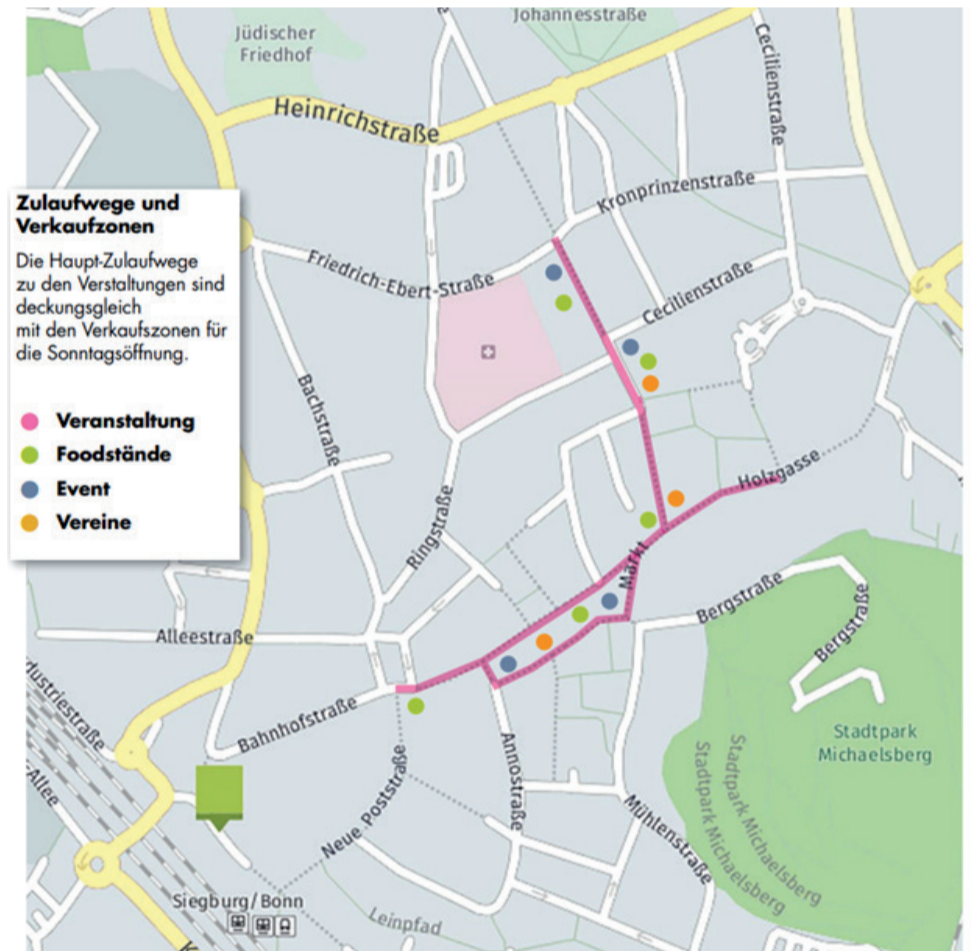 Johannesstraße
Jüdischer
Friedhof
Cecilienstraße
Heinrichstraße
Kronprinzenstraße
Zulaufwege und
Verkaufzonen
Die Haupt-Zulaufwege
zu den Verstaltungen sind
deckungsgleich
mit den Verkaufszonen für
die Sonntagsöffnung.
Veranstaltung
Foodstände
Event
Vereine
Friedrich-Ebert-Straße
Cecilienstraße
Bachstraße
Holzgasse
Ringstraße
Markt
Bergstraße
Bergstraße
Alleestraße
dustriestraße
-Allee
Bahnhofstraße
Stadtpark
Michaelsberg
Stadtpark Michaelsberg
Stadtpark Michaelsberg
Annostraße
Neue Poststraße
Mühlenstraße
Siegburg/Bonn
Leinpfad
K